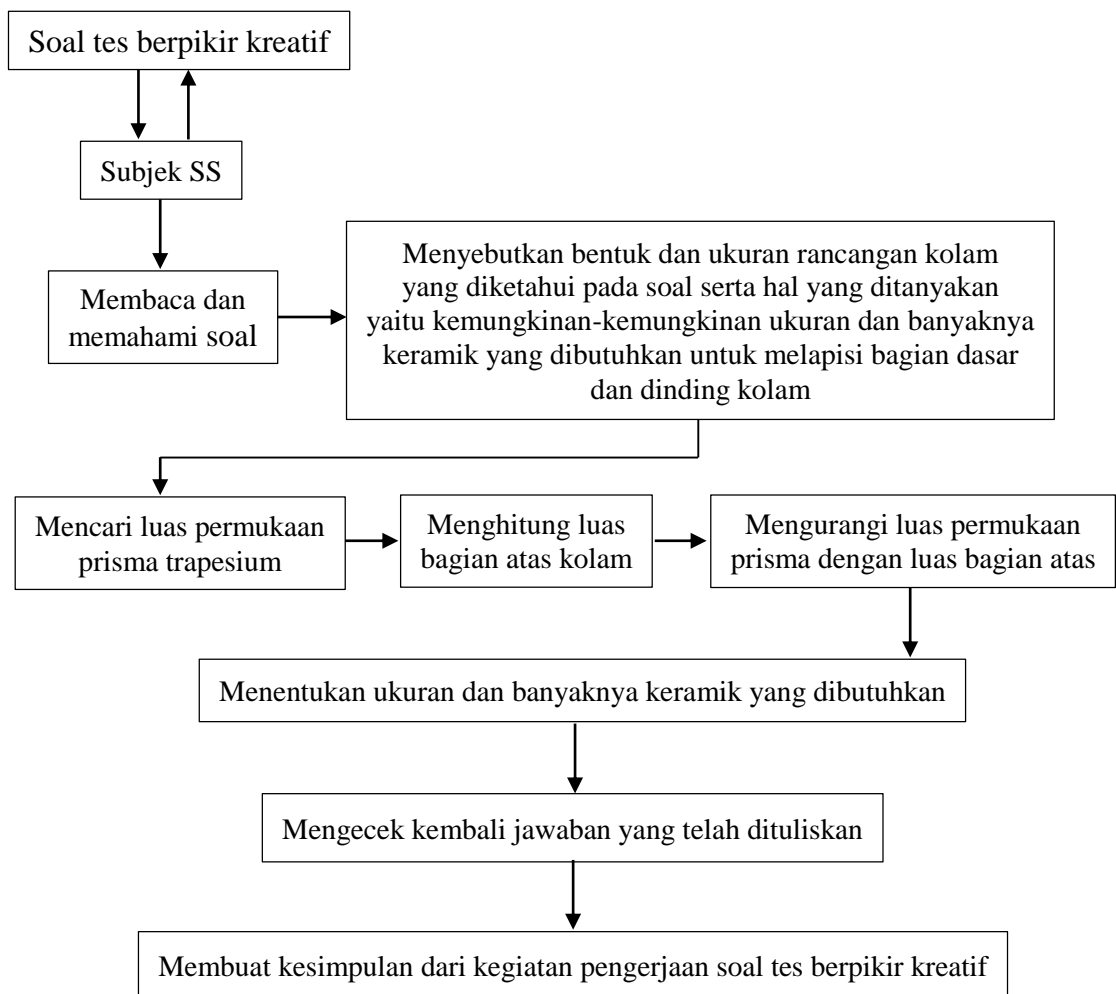 Soal tes berpikir kreatif
Subjek SS
Membaca dan
memahami soal
Menyebutkan bentuk dan ukuran rancangan kolam
yang diketahui pada soal serta hal yang ditanyakan
yaitu kemungkinan-kemungkinan ukuran dan banyaknya
keramik yang dibutuhkan untuk melapisi bagian dasar
dan dinding kolam
Mencari luas permukaan
prisma trapesium
Menghitung luas
bagian atas kolam
Mengurangi luas permukaan
prisma dengan luas bagian atas
Menentukan ukuran dan banyaknya keramik yang dibutuhkan
Mengecek kembali jawaban yang telah dituliskan
Membuat kesimpulan dari kegiatan pengerjaan soal tes berpikir kreatif